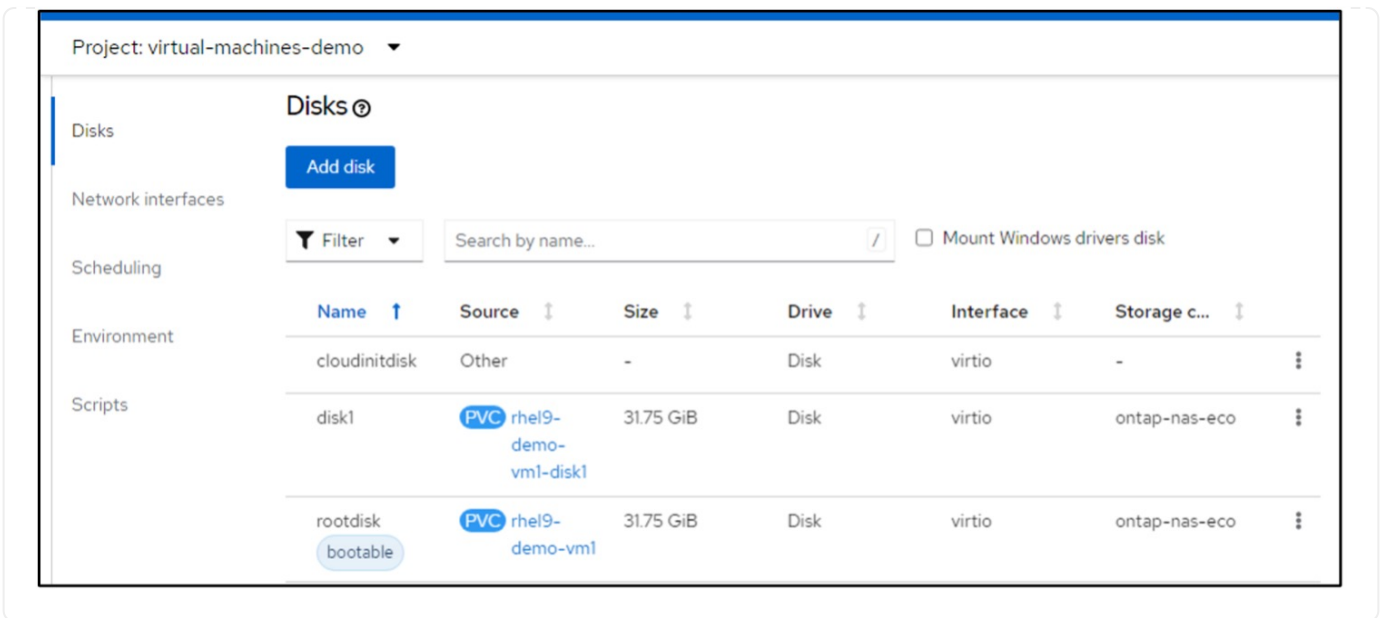 Project: virtual-machines-demo
Disks
Disks
Add disk
Network interfaces
Filter
Search by name...
/
Mount Windows drivers disk
Scheduling
Name Source Size Drive Interface Storage c...
Environment
cloudinitdisk Other - Disk virtio -
Scripts
disk1 PVC rhel9- 31.75 GiB Disk virtio ontap-nas-eco
demo-
vm1-disk1
rootdisk PVC rhel9- 31.75 GiB Disk virtio ontap-nas-eco
bootable demo-vm1